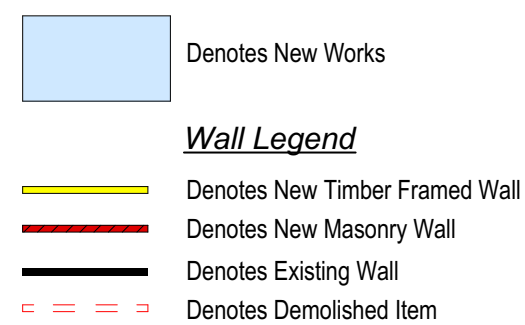 Denotes New Works
Wall Legend
Denotes New Timber Framed Wall
Denotes New Masonry Wall
Denotes Existing Wall
Denotes Demolished Item